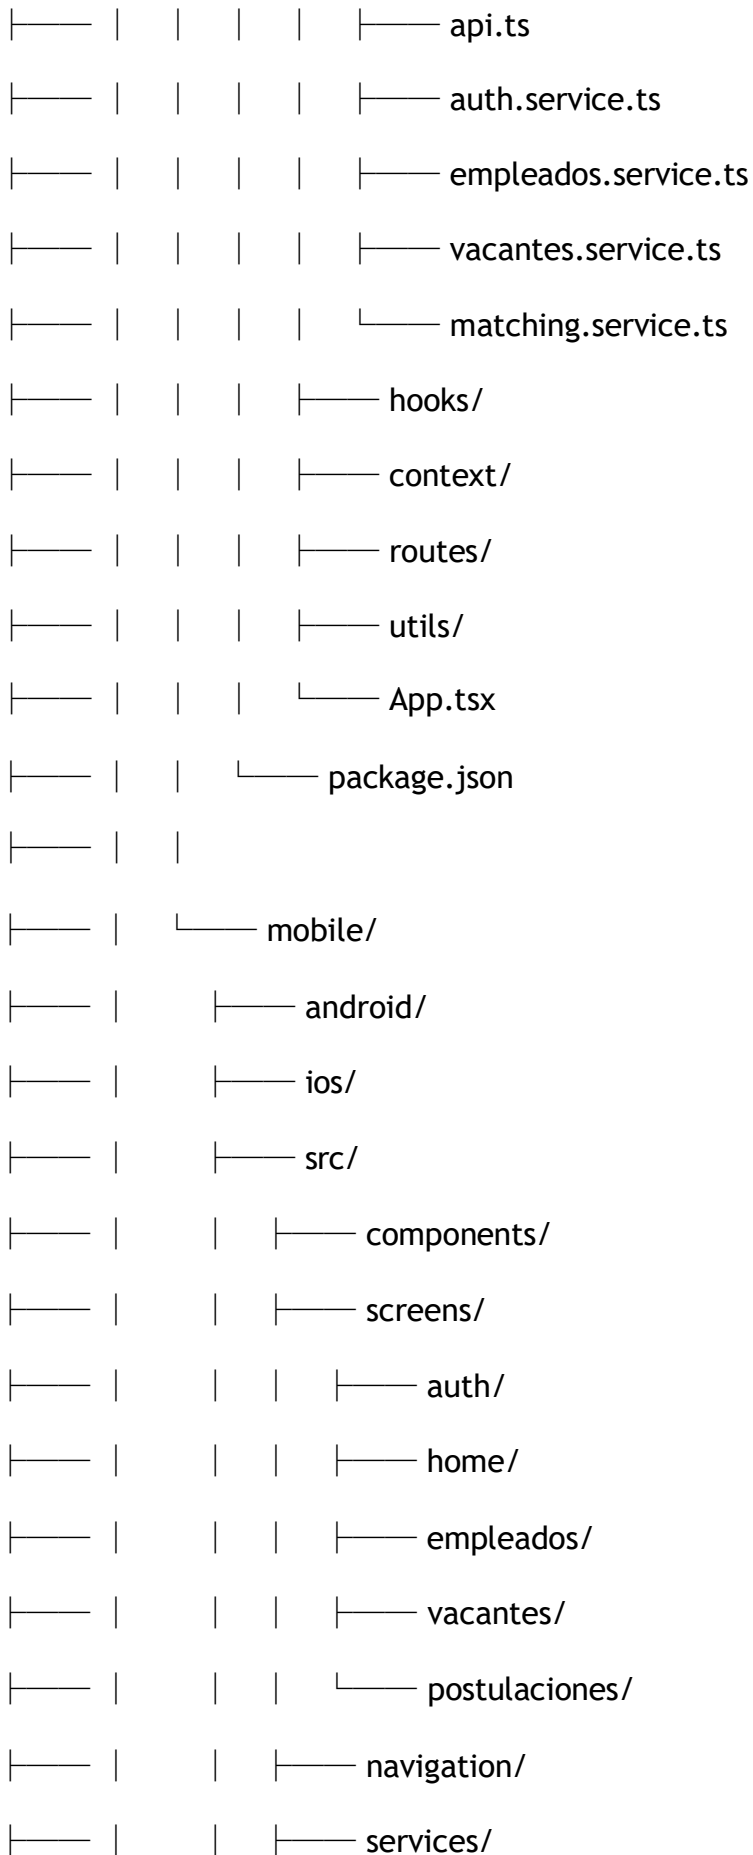 ├── │ │ │ │ ├── api.ts
├── │ │ │ │ ├── auth.service.ts
├── │ │ │ │ ├── empleados.service.ts
├── │ │ │ │ ├── vacantes.service.ts
├── │ │ │ │ └── matching.service.ts
├── │ │ │ ├── hooks/
├── │ │ │ ├── context/
├── │ │ │ ├── routes/
├── │ │ │ ├── utils/
├── │ │ │ └── App.tsx
├── │ │ └── package.json
├── │ │
├── │ └── mobile/
├── │ ├── android/
├── │ ├── ios/
├── │ ├── src/
├── │ │ ├── components/
├── │ │ ├── screens/
├── │ │ │ ├── auth/
├── │ │ │ ├── home/
├── │ │ │ ├── empleados/
├── │ │ │ ├── vacantes/
├── │ │ │ └── postulaciones/
├── │ │ ├── navigation/
├── │ │ ├── services/